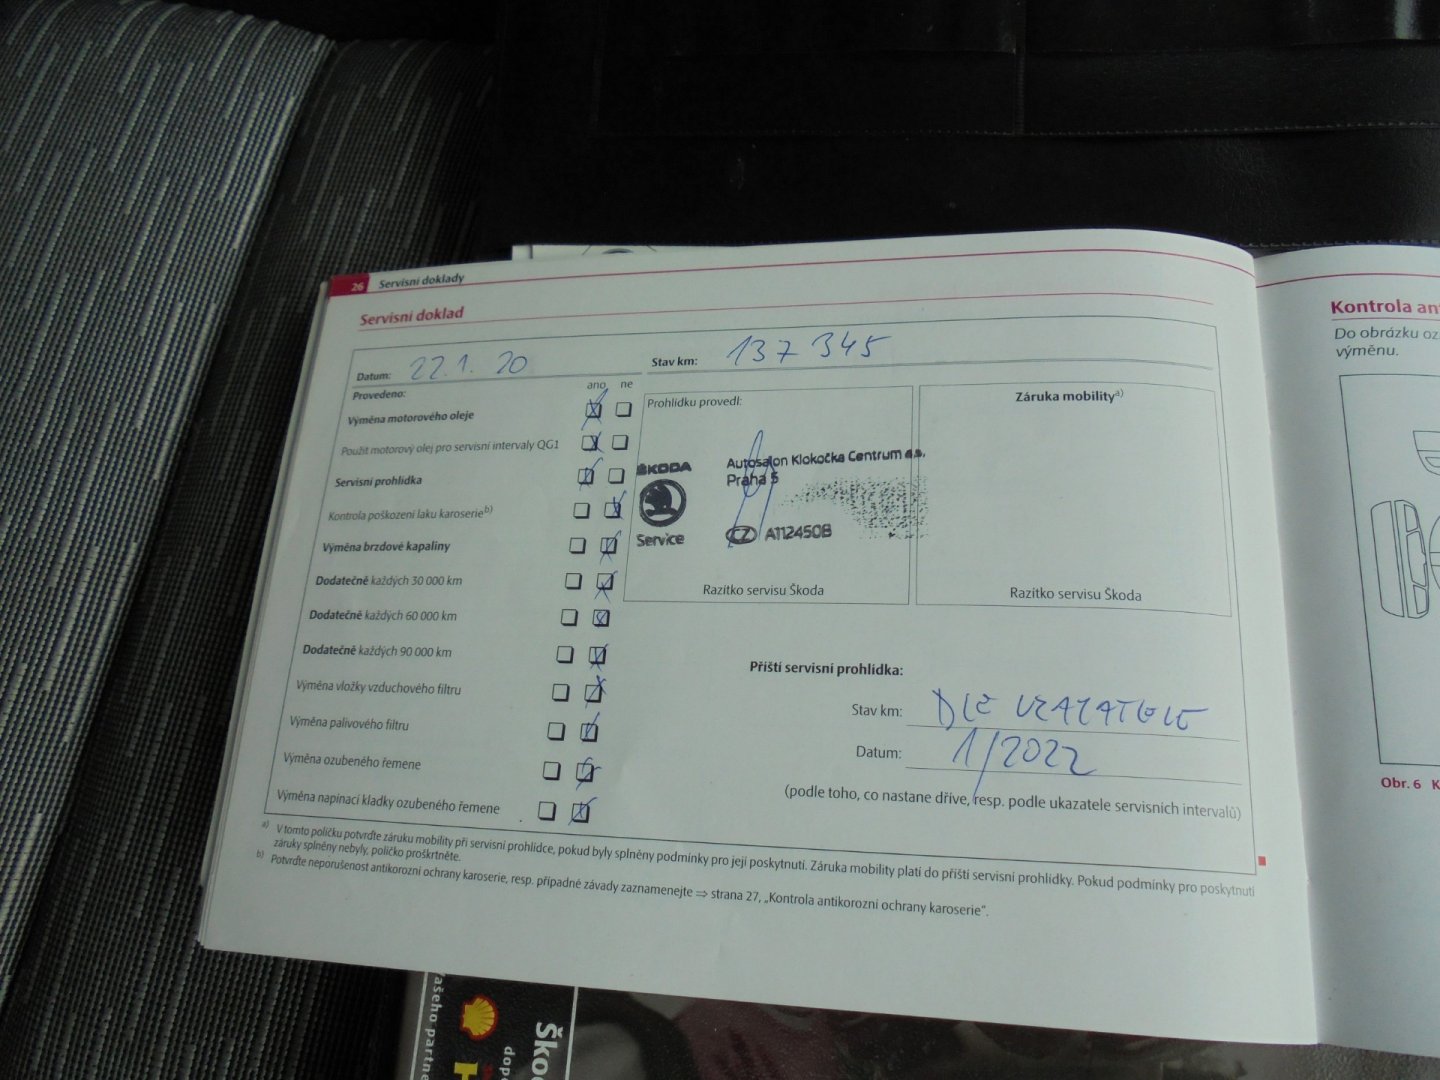 26 Servisní doklady
Servisní doklad
Datum: 22.1. 20
Stav km: 137 345
Provedeno:
ano ne
Výměna motorového oleje
Použit motorový olej pro servisní intervaly QG1
Servisní prohlídka
Kontrola poškození laku karoserie b)
Výměna brzdové kapaliny
Dodatečně každých 30 000 km
Dodatečně každých 60 000 km
Dodatečně každých 90 000 km
Výměna vložky vzduchového filtru
Výměna palivového filtru
Výměna ozubeného řemene
Výměna napínací kladky ozubeného řemene
Prohlídku provedl:
ŠKODA
Service
Autosalon Klokočka Centrum a.s.
Praha 5
CZ A112450B
Razítko servisu Škoda
Záruka mobility a)
Razítko servisu Škoda
Příští servisní prohlídka:
Stav km: DLE UKAZATELE
Datum: 1/2022
(podle toho, co nastane dříve, resp. podle ukazatele servisních intervalů)
a) V tomto políčku potvrďte záruku mobility při servisní prohlídce, pokud byly splněny podmínky pro její poskytnutí. Záruka mobility platí do příští servisní prohlídky. Pokud podmínky pro poskytnutí
záruky splněny nebyly, políčko proškrtněte.
b) Potvrďte neporušenost antikorozní ochrany karoserie, resp. případné závady zaznamenejte ⇒ strana 27, „Kontrola antikorozní ochrany karoserie“.
Kontrola an
Do obrázku oz
výměnu.
Obr. 6 K
ašeho partne
Ško
dopo